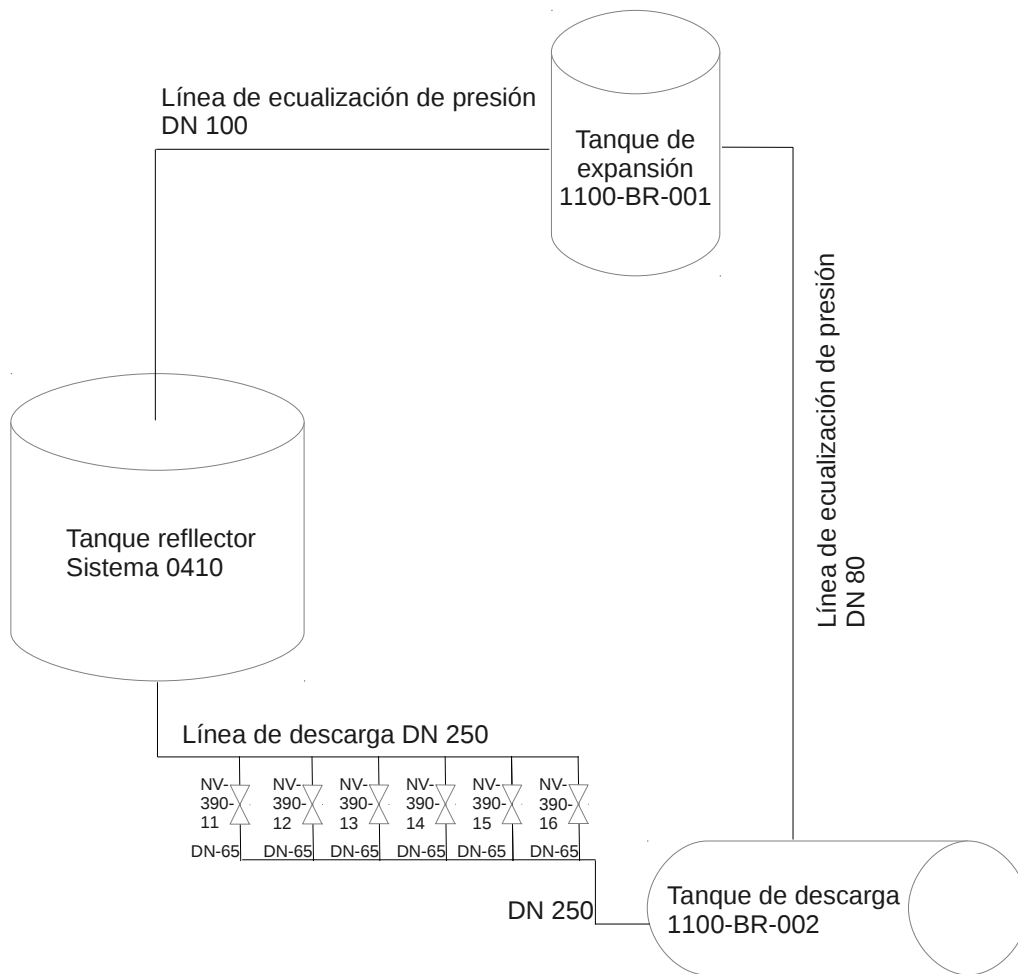 Línea de ecualización de presión
DN 100
Tanque de
expansión
1100-BR-001
Línea de ecualización de presión
DN 80
Tanque refllector
Sistema 0410
Línea de descarga DN 250
NV-
390-
11
NV-
390-
12
NV-
390-
13
NV-
390-
14
NV-
390-
15
NV-
390-
16
DN-65
DN-65
DN-65
DN-65
DN-65
DN-65
DN 250
Tanque de descarga
1100-BR-002